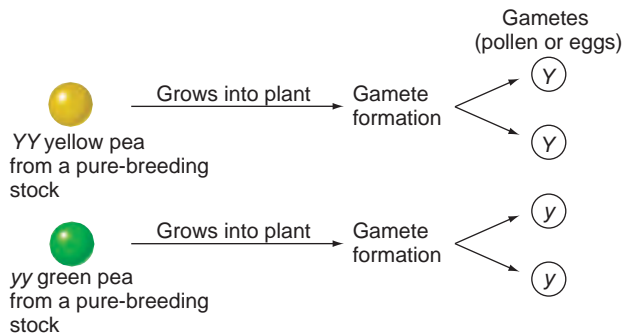 Gametes
(pollen or eggs)
Grows into plant
Gamete
formation
Y
Y
YY yellow pea
from a pure-breeding
stock
Grows into plant
Gamete
formation
y
y
yy green pea
from a pure-breeding
stock